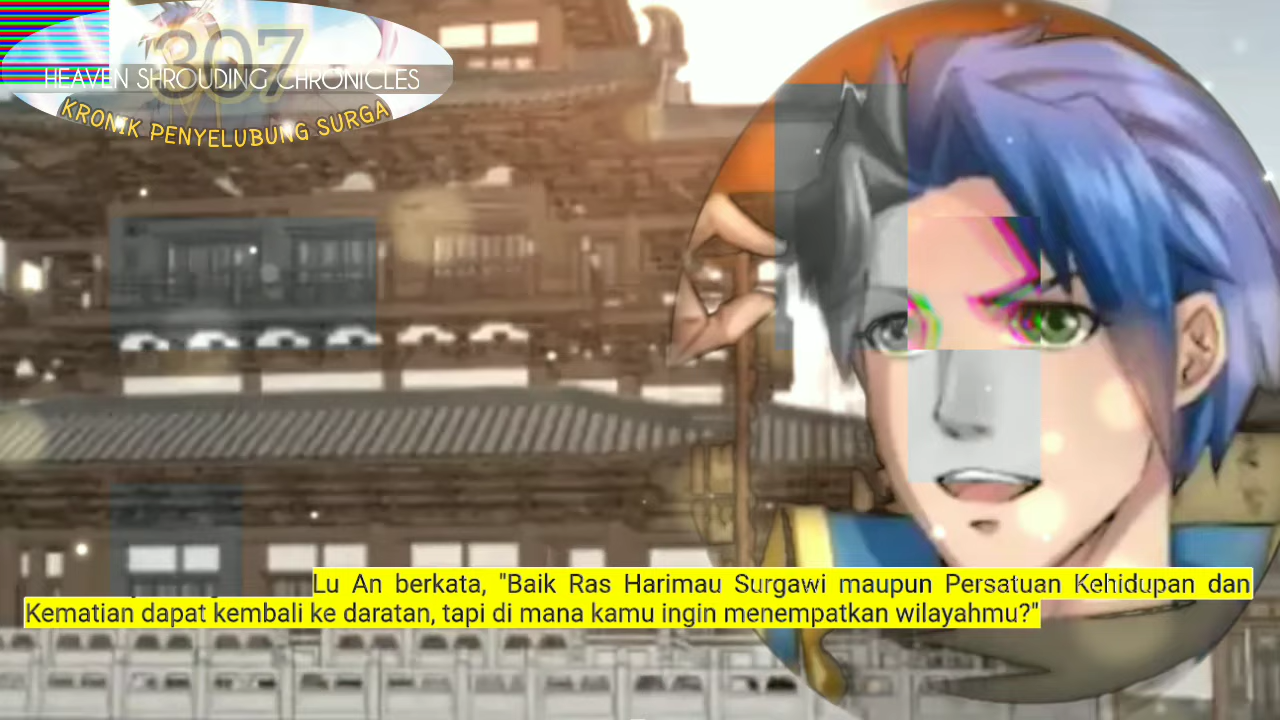 307
HEAVEN SHROUDING CHRONICLES
KRONIK PENYELUBUNG SURGA
Lu An berkata, "Baik Ras Harimau Surgawi maupun Persatuan Kehidupan dan
Kematian dapat kembali ke daratan, tapi di mana kamu ingin menempatkan wilayahmu?"